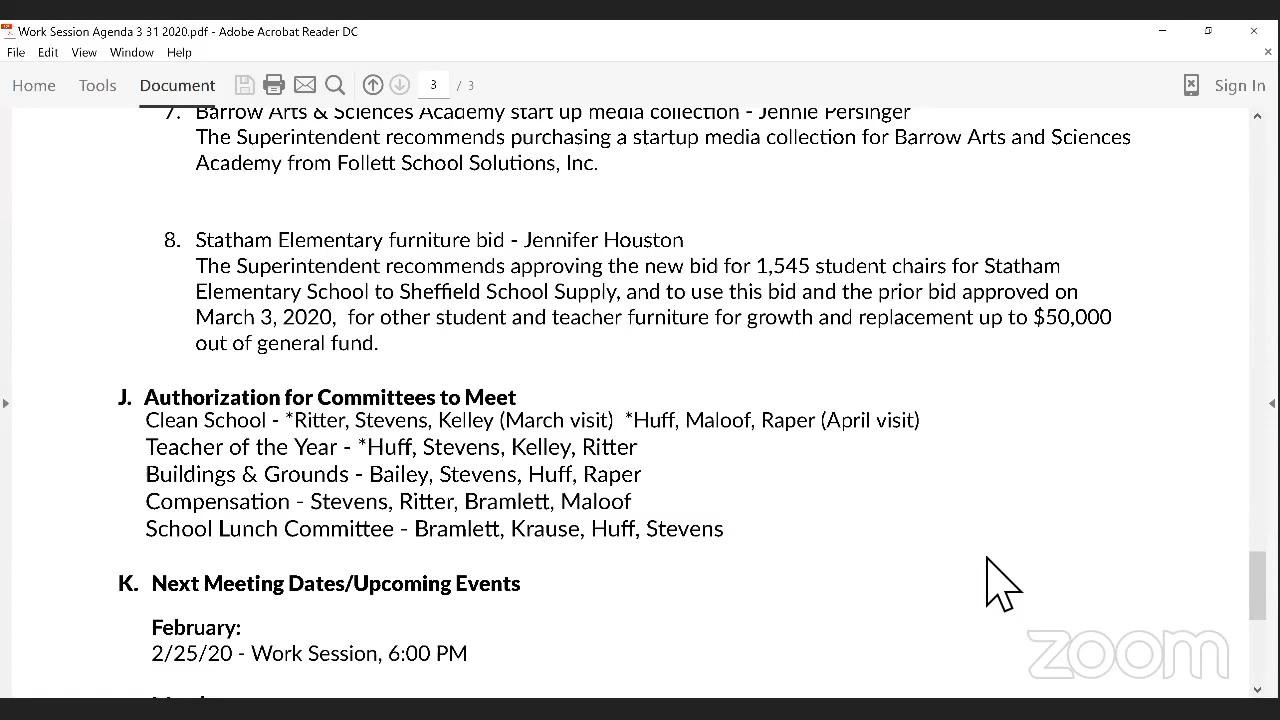 Work Session Agenda 3 31 2020.pdf - Adobe Acrobat Reader DC
File Edit View Window Help
Home Tools Document 3 / 3 Sign In
7. Barrow Arts & Sciences Academy start up media collection - Jennie Persinger
The Superintendent recommends purchasing a startup media collection for Barrow Arts and Sciences
Academy from Follett School Solutions, Inc.
8. Statham Elementary furniture bid - Jennifer Houston
The Superintendent recommends approving the new bid for 1,545 student chairs for Statham
Elementary School to Sheffield School Supply, and to use this bid and the prior bid approved on
March 3, 2020,  for other student and teacher furniture for growth and replacement up to $50,000
out of general fund.
J. Authorization for Committees to Meet
Clean School - *Ritter, Stevens, Kelley (March visit)  *Huff, Maloof, Raper (April visit)
Teacher of the Year - *Huff, Stevens, Kelley, Ritter
Buildings & Grounds - Bailey, Stevens, Huff, Raper
Compensation - Stevens, Ritter, Bramlett, Maloof
School Lunch Committee - Bramlett, Krause, Huff, Stevens
K. Next Meeting Dates/Upcoming Events
February:
2/25/20 - Work Session, 6:00 PM
zoom